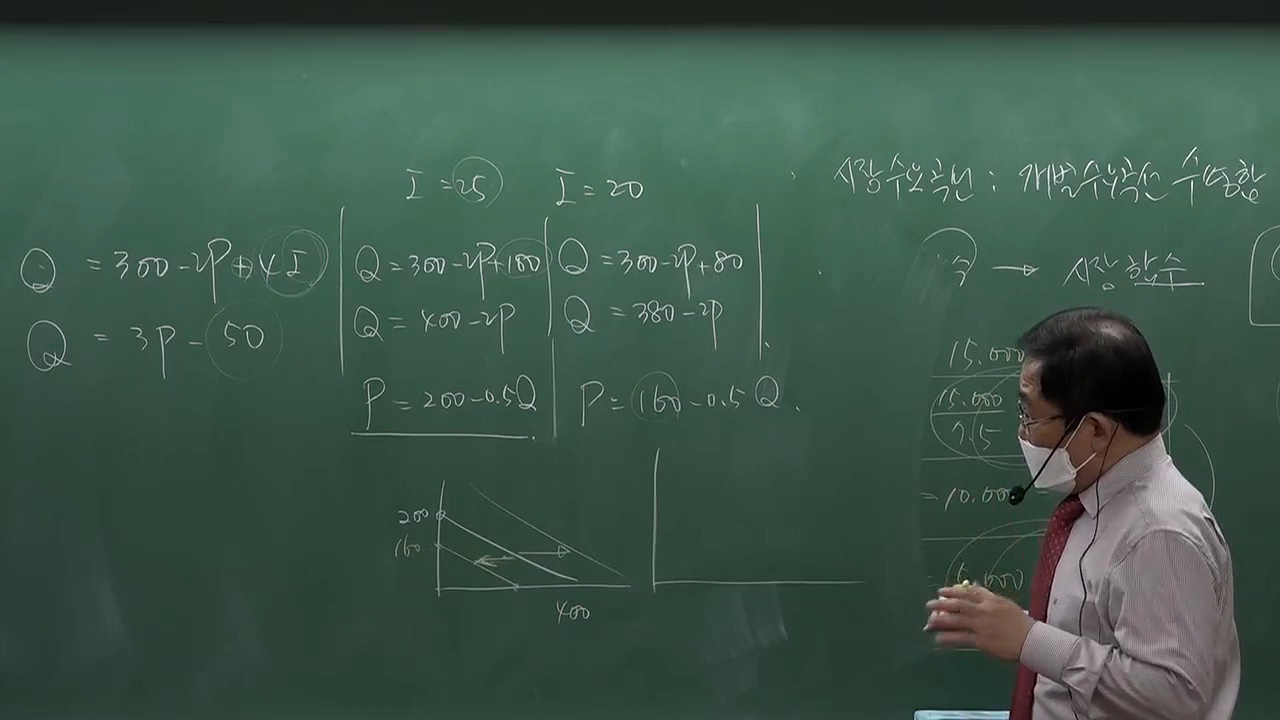 I = 25
I = 20
Q = 300 - 2P + 4I
Q = 3P - 50
Q = 300 - 2P + 100
Q = 400 - 2P
P = 200 - 0.5Q
Q = 300 - 2P + 80
Q = 380 - 2P
P = 160 - 0.5Q.
200
160
400
시장수요곡선 : 개별수요곡선 수평합
수 → 시장 함수
15.000
15.000
7.5
= 10.000